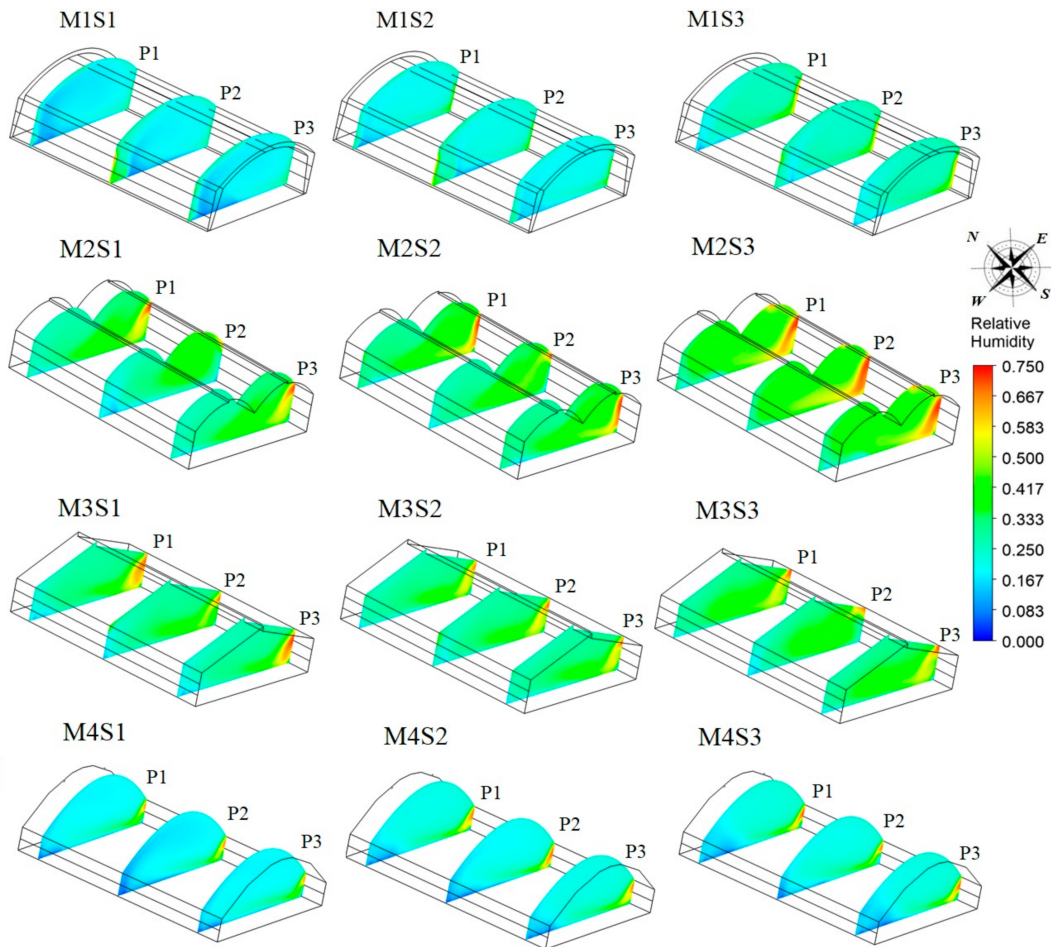 M1S1
M1S2
M1S3
P1
P2
P3
P1
P2
P3
P1
P2
P3
M2S1
M2S2
M2S3
P1
P2
P3
P1
P2
P3
P1
P2
P3
M3S1
M3S2
M3S3
P1
P2
P3
P1
P2
P3
P1
P2
P3
M4S1
M4S2
M4S3
P1
P2
P3
P1
P2
P3
P1
P2
P3
N
E
W
S
Relative
Humidity
0.750
0.667
0.583
0.500
0.417
0.333
0.250
0.167
0.083
0.000